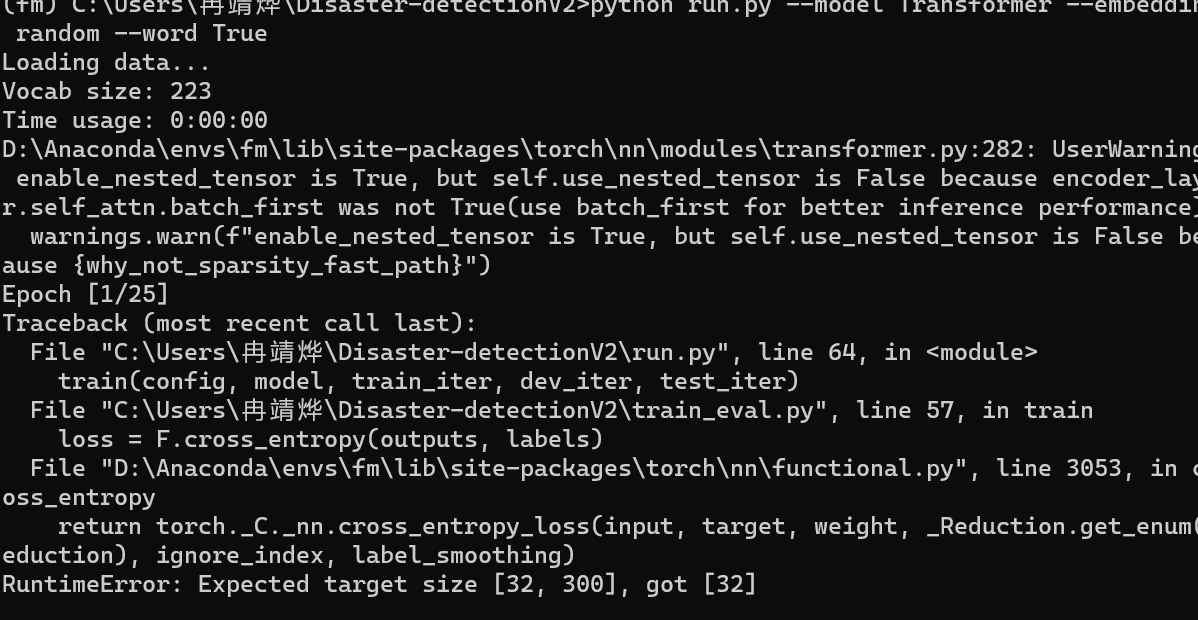 (fm) C:\Users\冉靖烨\Disaster-detectionV2>python run.py --model Transformer --embeddin
 random --word True
Loading data...
Vocab size: 223
Time usage: 0:00:00
D:\Anaconda\envs\fm\lib\site-packages\torch\nn\modules\transformer.py:282: UserWarning
 enable_nested_tensor is True, but self.use_nested_tensor is False because encoder_lay
r.self_attn.batch_first was not True(use batch_first for better inference performance)
  warnings.warn(f"enable_nested_tensor is True, but self.use_nested_tensor is False be
ause {why_not_sparsity_fast_path}")
Epoch [1/25]
Traceback (most recent call last):
  File "C:\Users\冉靖烨\Disaster-detectionV2\run.py", line 64, in <module>
    train(config, model, train_iter, dev_iter, test_iter)
  File "C:\Users\冉靖烨\Disaster-detectionV2\train_eval.py", line 57, in train
    loss = F.cross_entropy(outputs, labels)
  File "D:\Anaconda\envs\fm\lib\site-packages\torch\nn\functional.py", line 3053, in c
oss_entropy
    return torch._C._nn.cross_entropy_loss(input, target, weight, _Reduction.get_enum(
eduction), ignore_index, label_smoothing)
RuntimeError: Expected target size [32, 300], got [32]